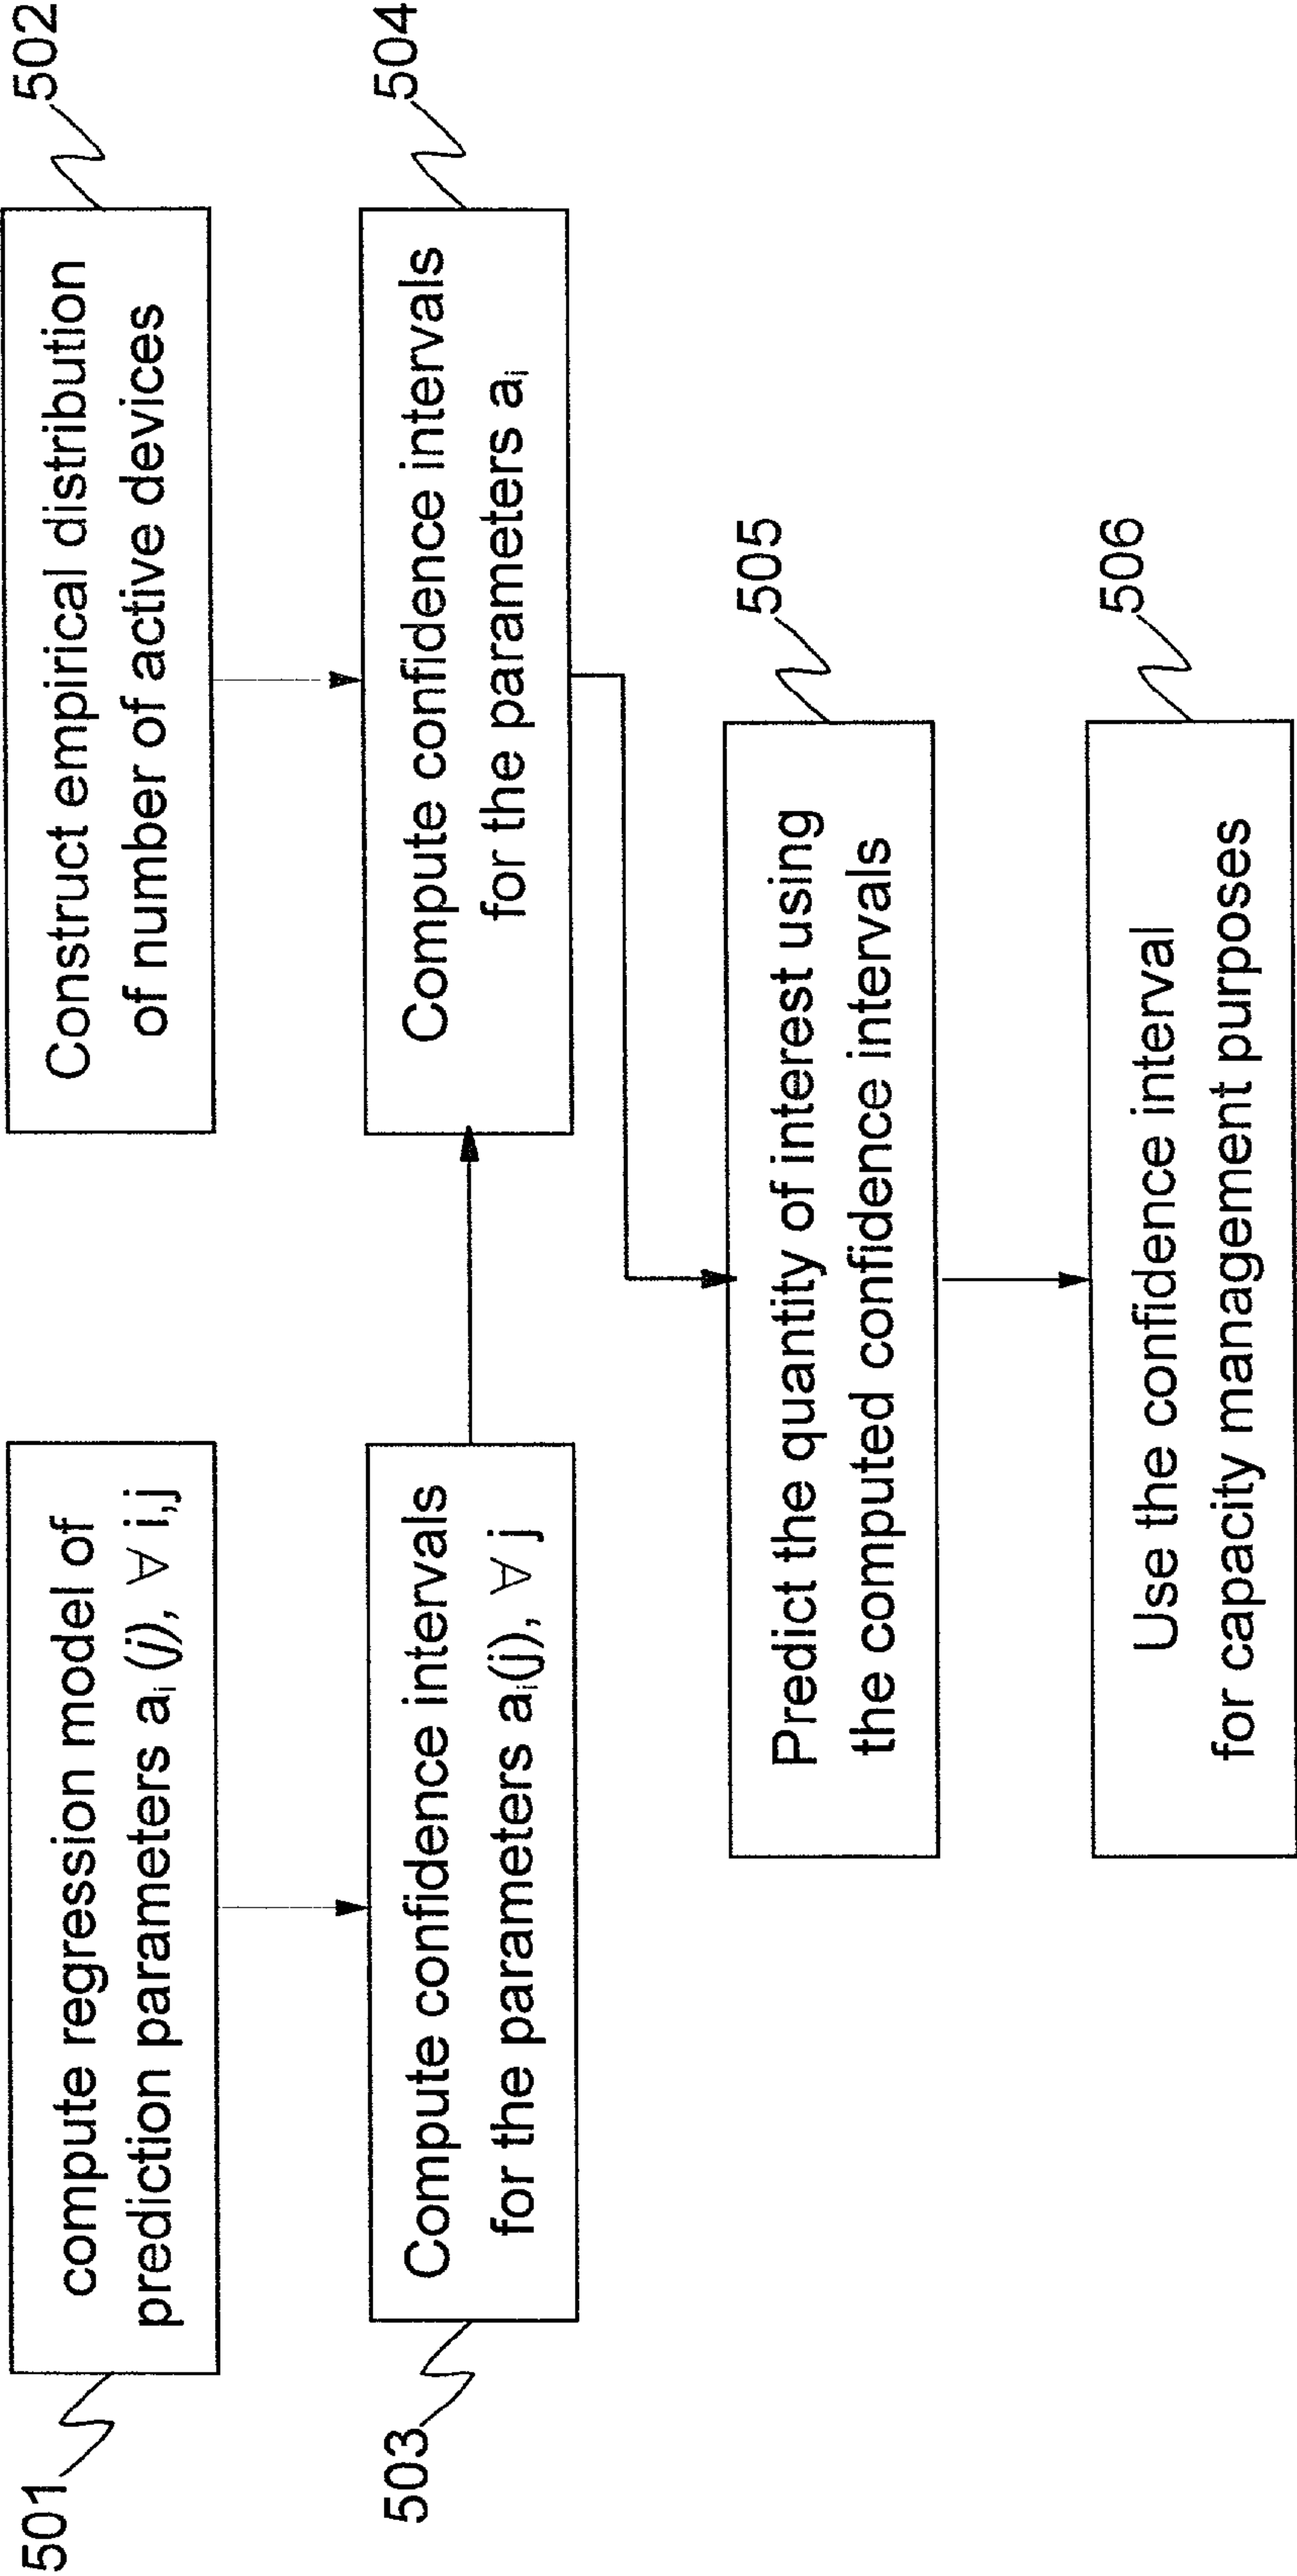 501
compute regression model of
prediction parameters aᵢ (j), ∀ i,j
502
Construct empirical distribution
of number of active devices
503
Compute confidence intervals
for the parameters aᵢ(j), ∀ j
504
Compute confidence intervals
for the parameters aᵢ
505
Predict the quantity of interest using
the computed confidence intervals
506
Use the confidence interval
for capacity management purposes